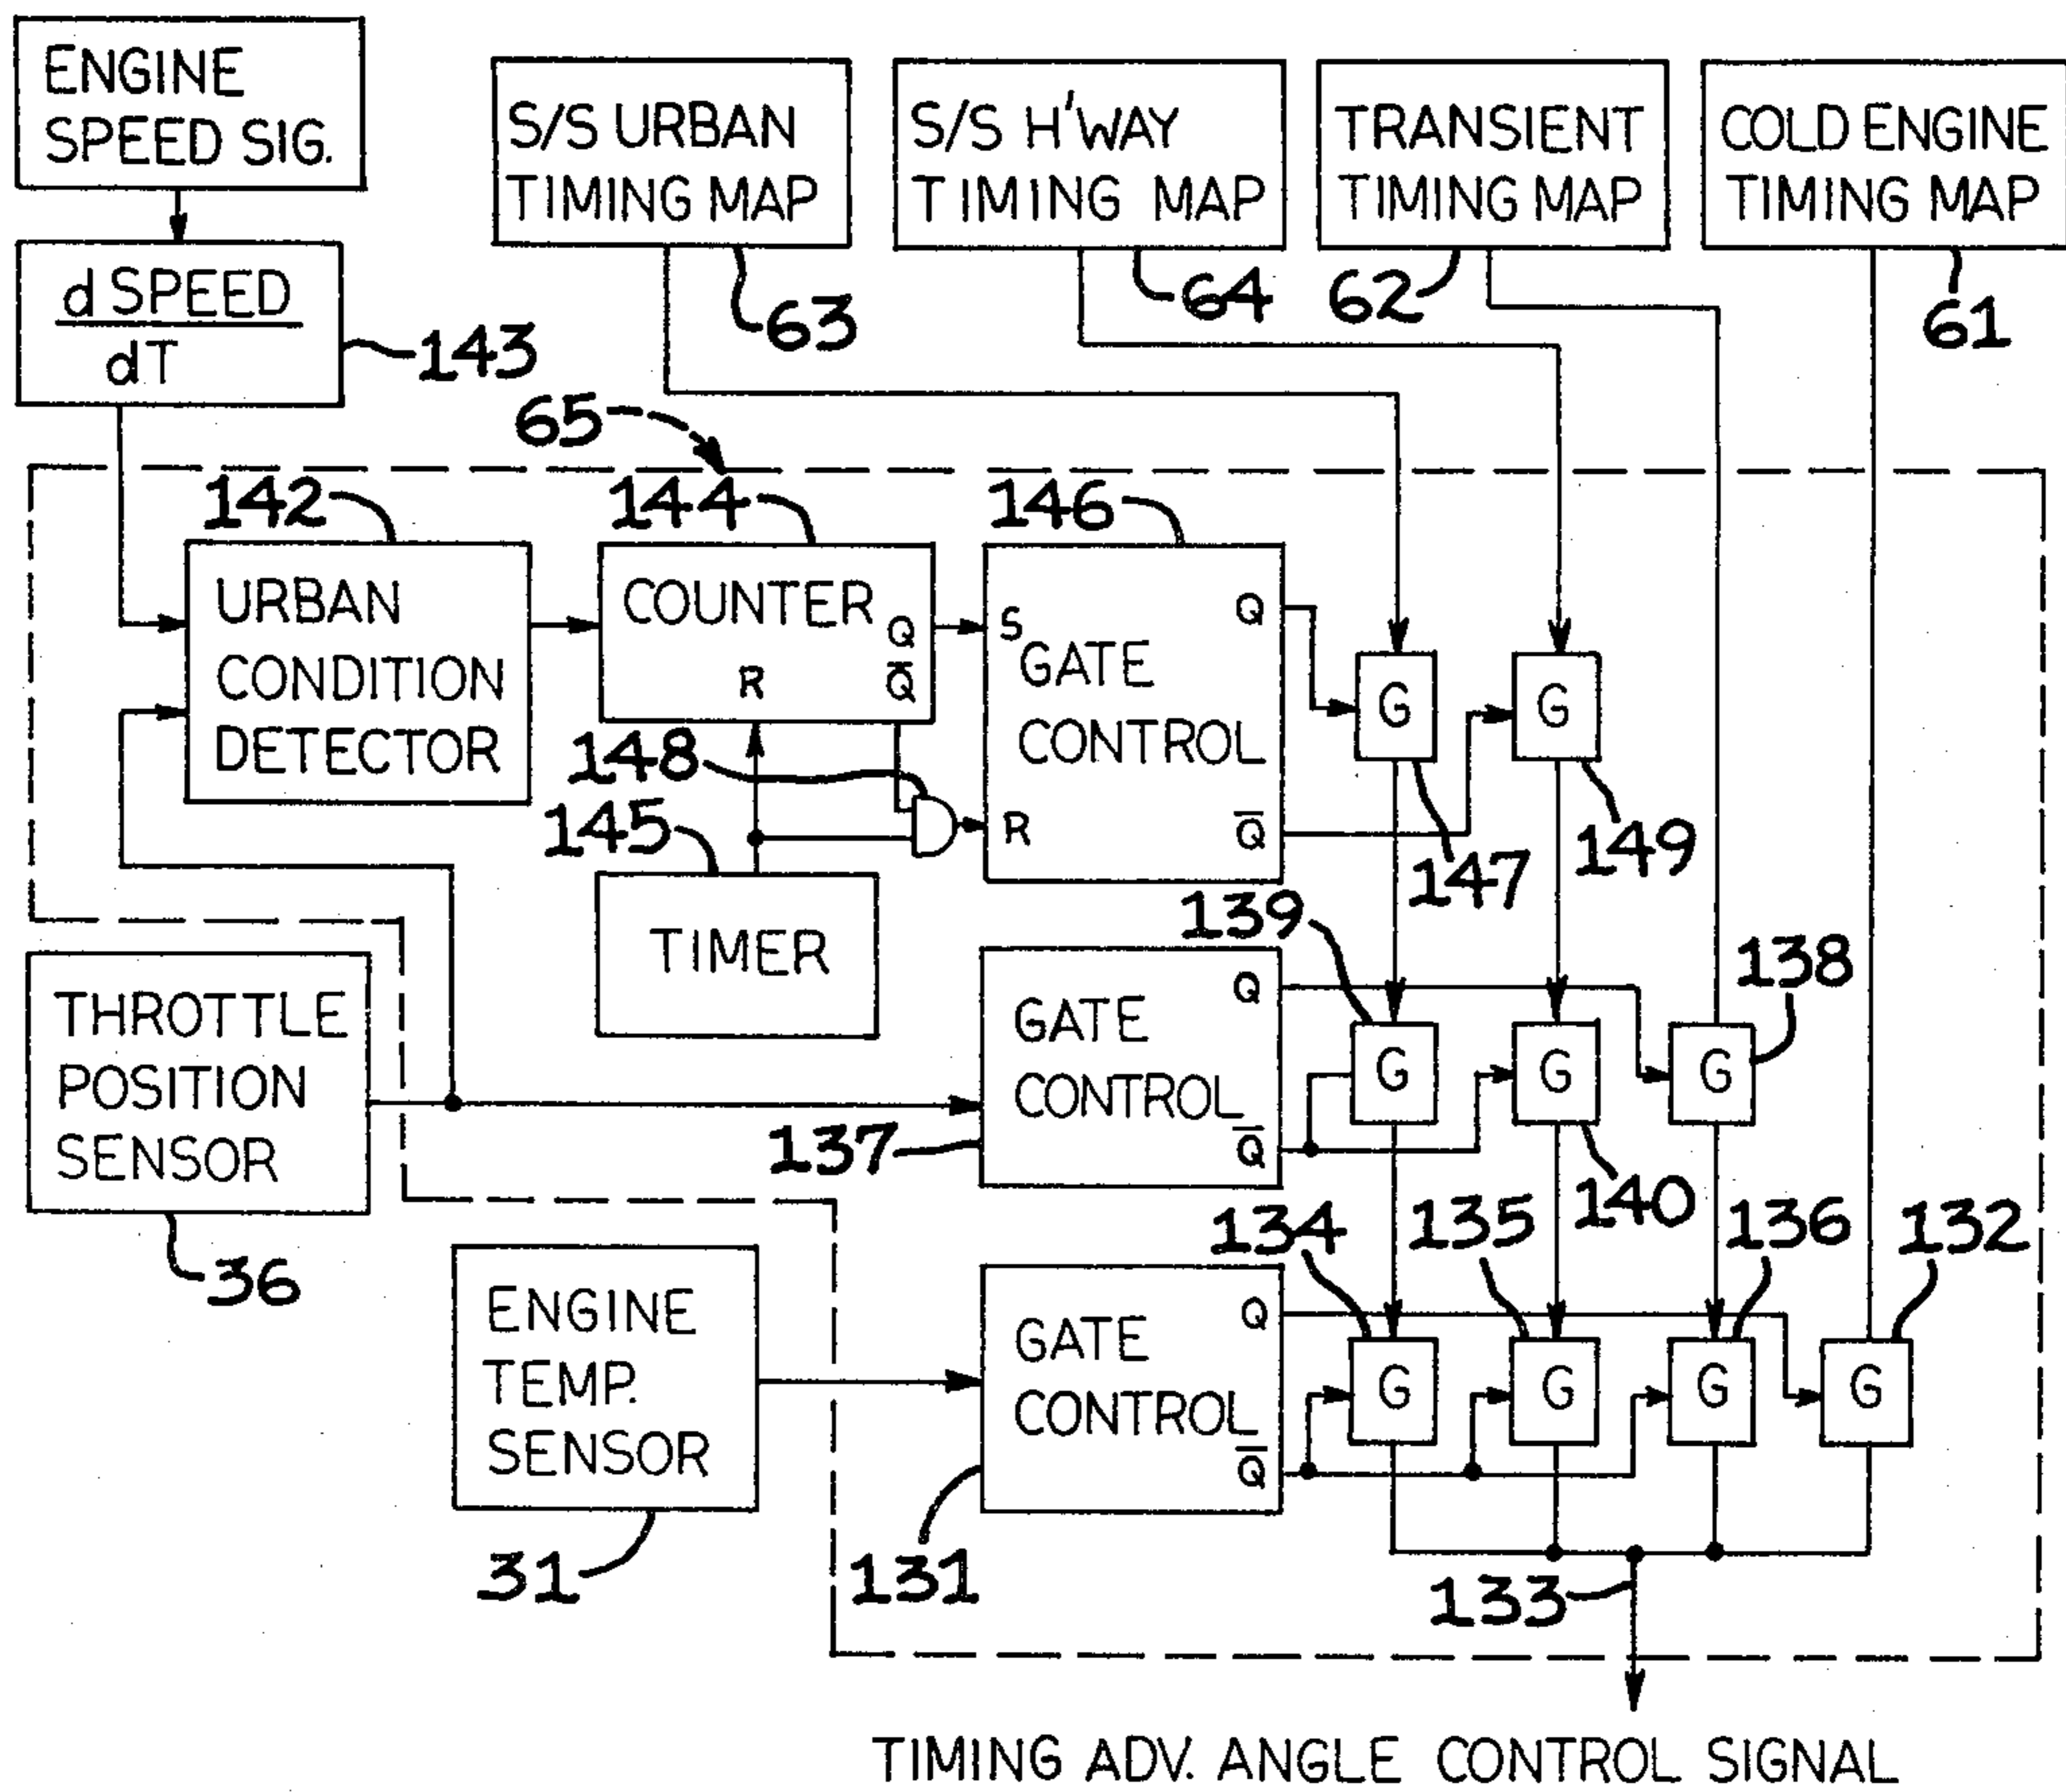 ENGINE
SPEED SIG.
S/S URBAN
TIMING MAP
S/S H'WAY
TIMING MAP
TRANSIENT
TIMING MAP
COLD ENGINE
TIMING MAP
63
64
62
61
d SPEED
dT
143
65
142
144
146
URBAN
CONDITION
DETECTOR
COUNTER
Q
Q̅
R
S
GATE
CONTROL
R
Q
Q̅
G
G
148
145
147
149
TIMER
139
138
THROTTLE
POSITION
SENSOR
36
GATE
CONTROL
Q
Q̅
137
G
G
G
140
134
135
136
132
ENGINE
TEMP.
SENSOR
31
GATE
CONTROL
Q
Q̅
131
G
G
G
G
133
TIMING ADV. ANGLE CONTROL SIGNAL